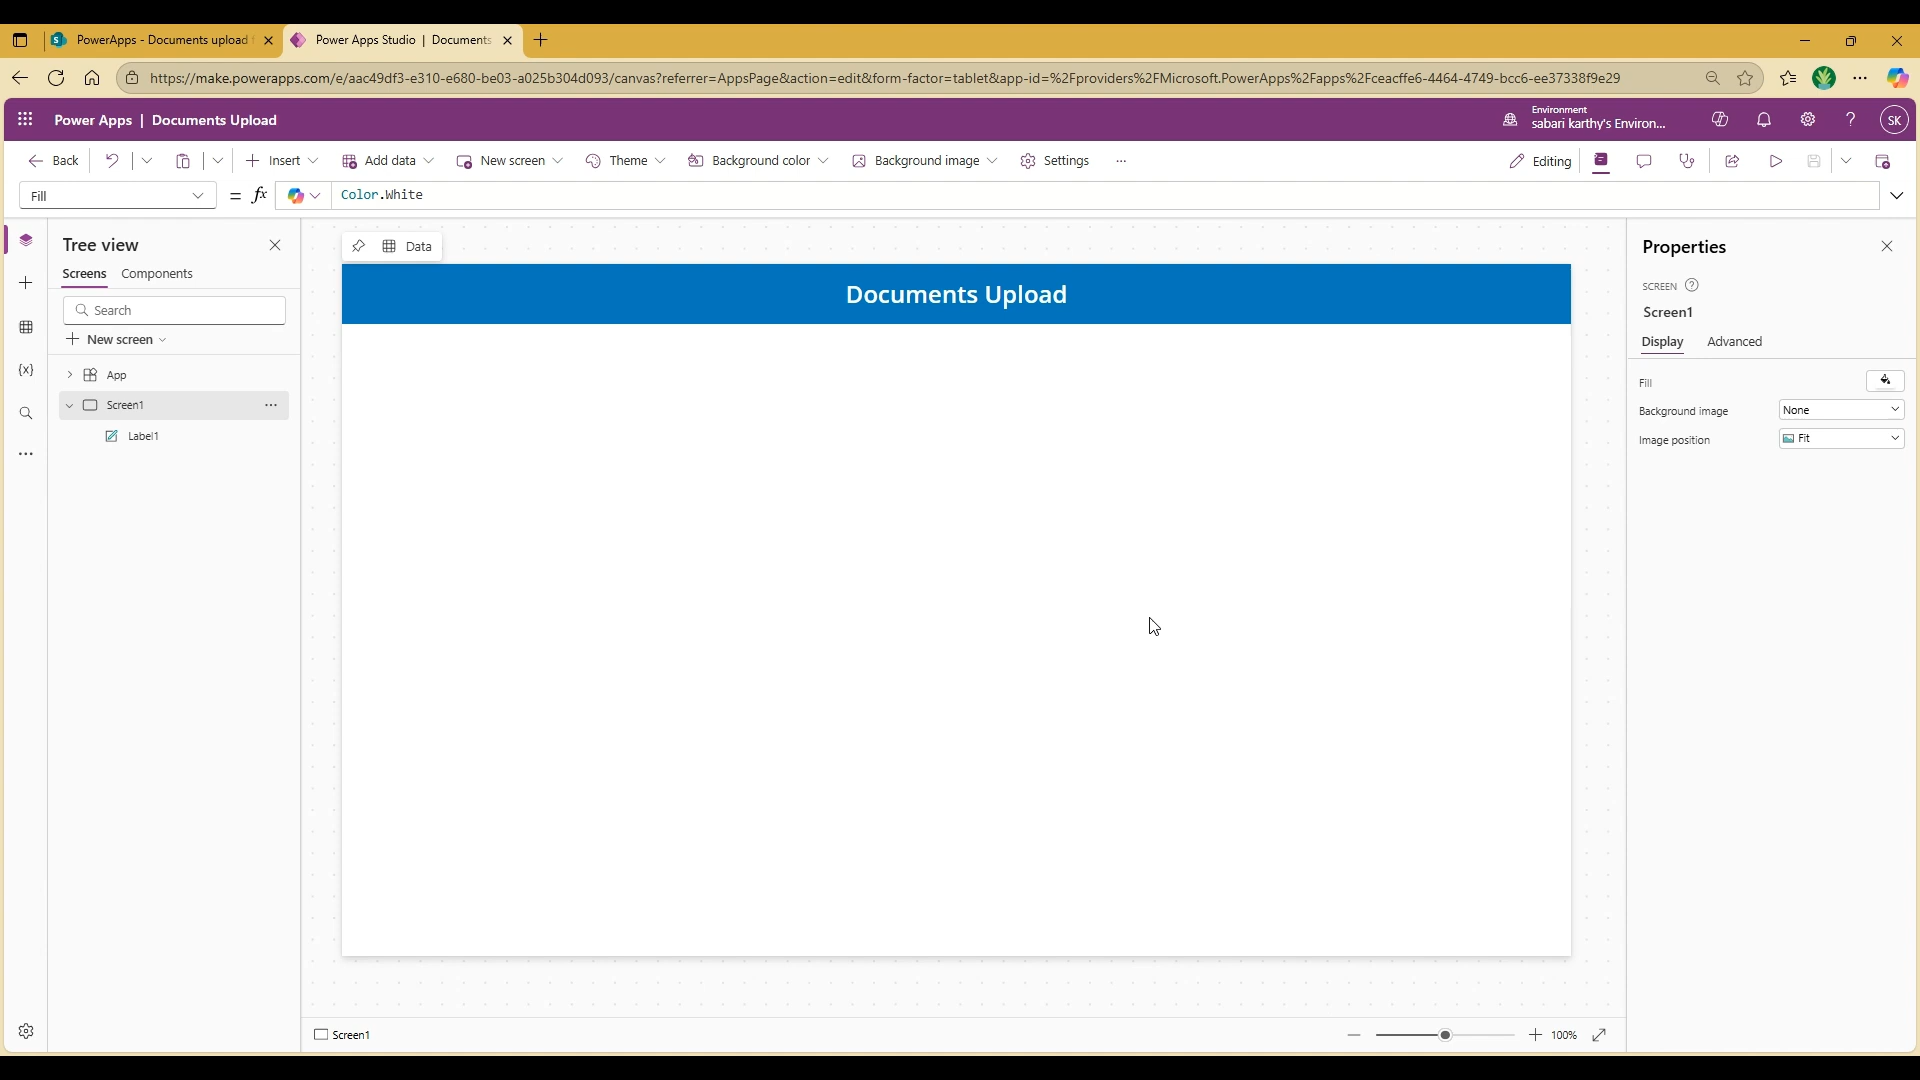 PowerApps - Documents upload
Power Apps Studio | Documents
https://make.powerapps.com/e/aac49df3-e310-e680-be03-a025b304d093/canvas?referrer=AppsPage&action=edit&form-factor=tablet&app-id=%2Fproviders%2FMicrosoft.PowerApps%2Fapps%2Fceacffe6-4464-4749-bcc6-ee37338f9e29
Power Apps | Documents Upload
Environment
sabari karthy's Environ...
SK
Back
Insert
Add data
New screen
Theme
Background color
Background image
Settings
Editing
Fill
= fx
Color.White
Tree view
Screens Components
Search
New screen
App
Screen1
Label1
Data
Documents Upload
Properties
SCREEN
Screen1
Display Advanced
Fill
Background image None
Image position Fit
Screen1
100%